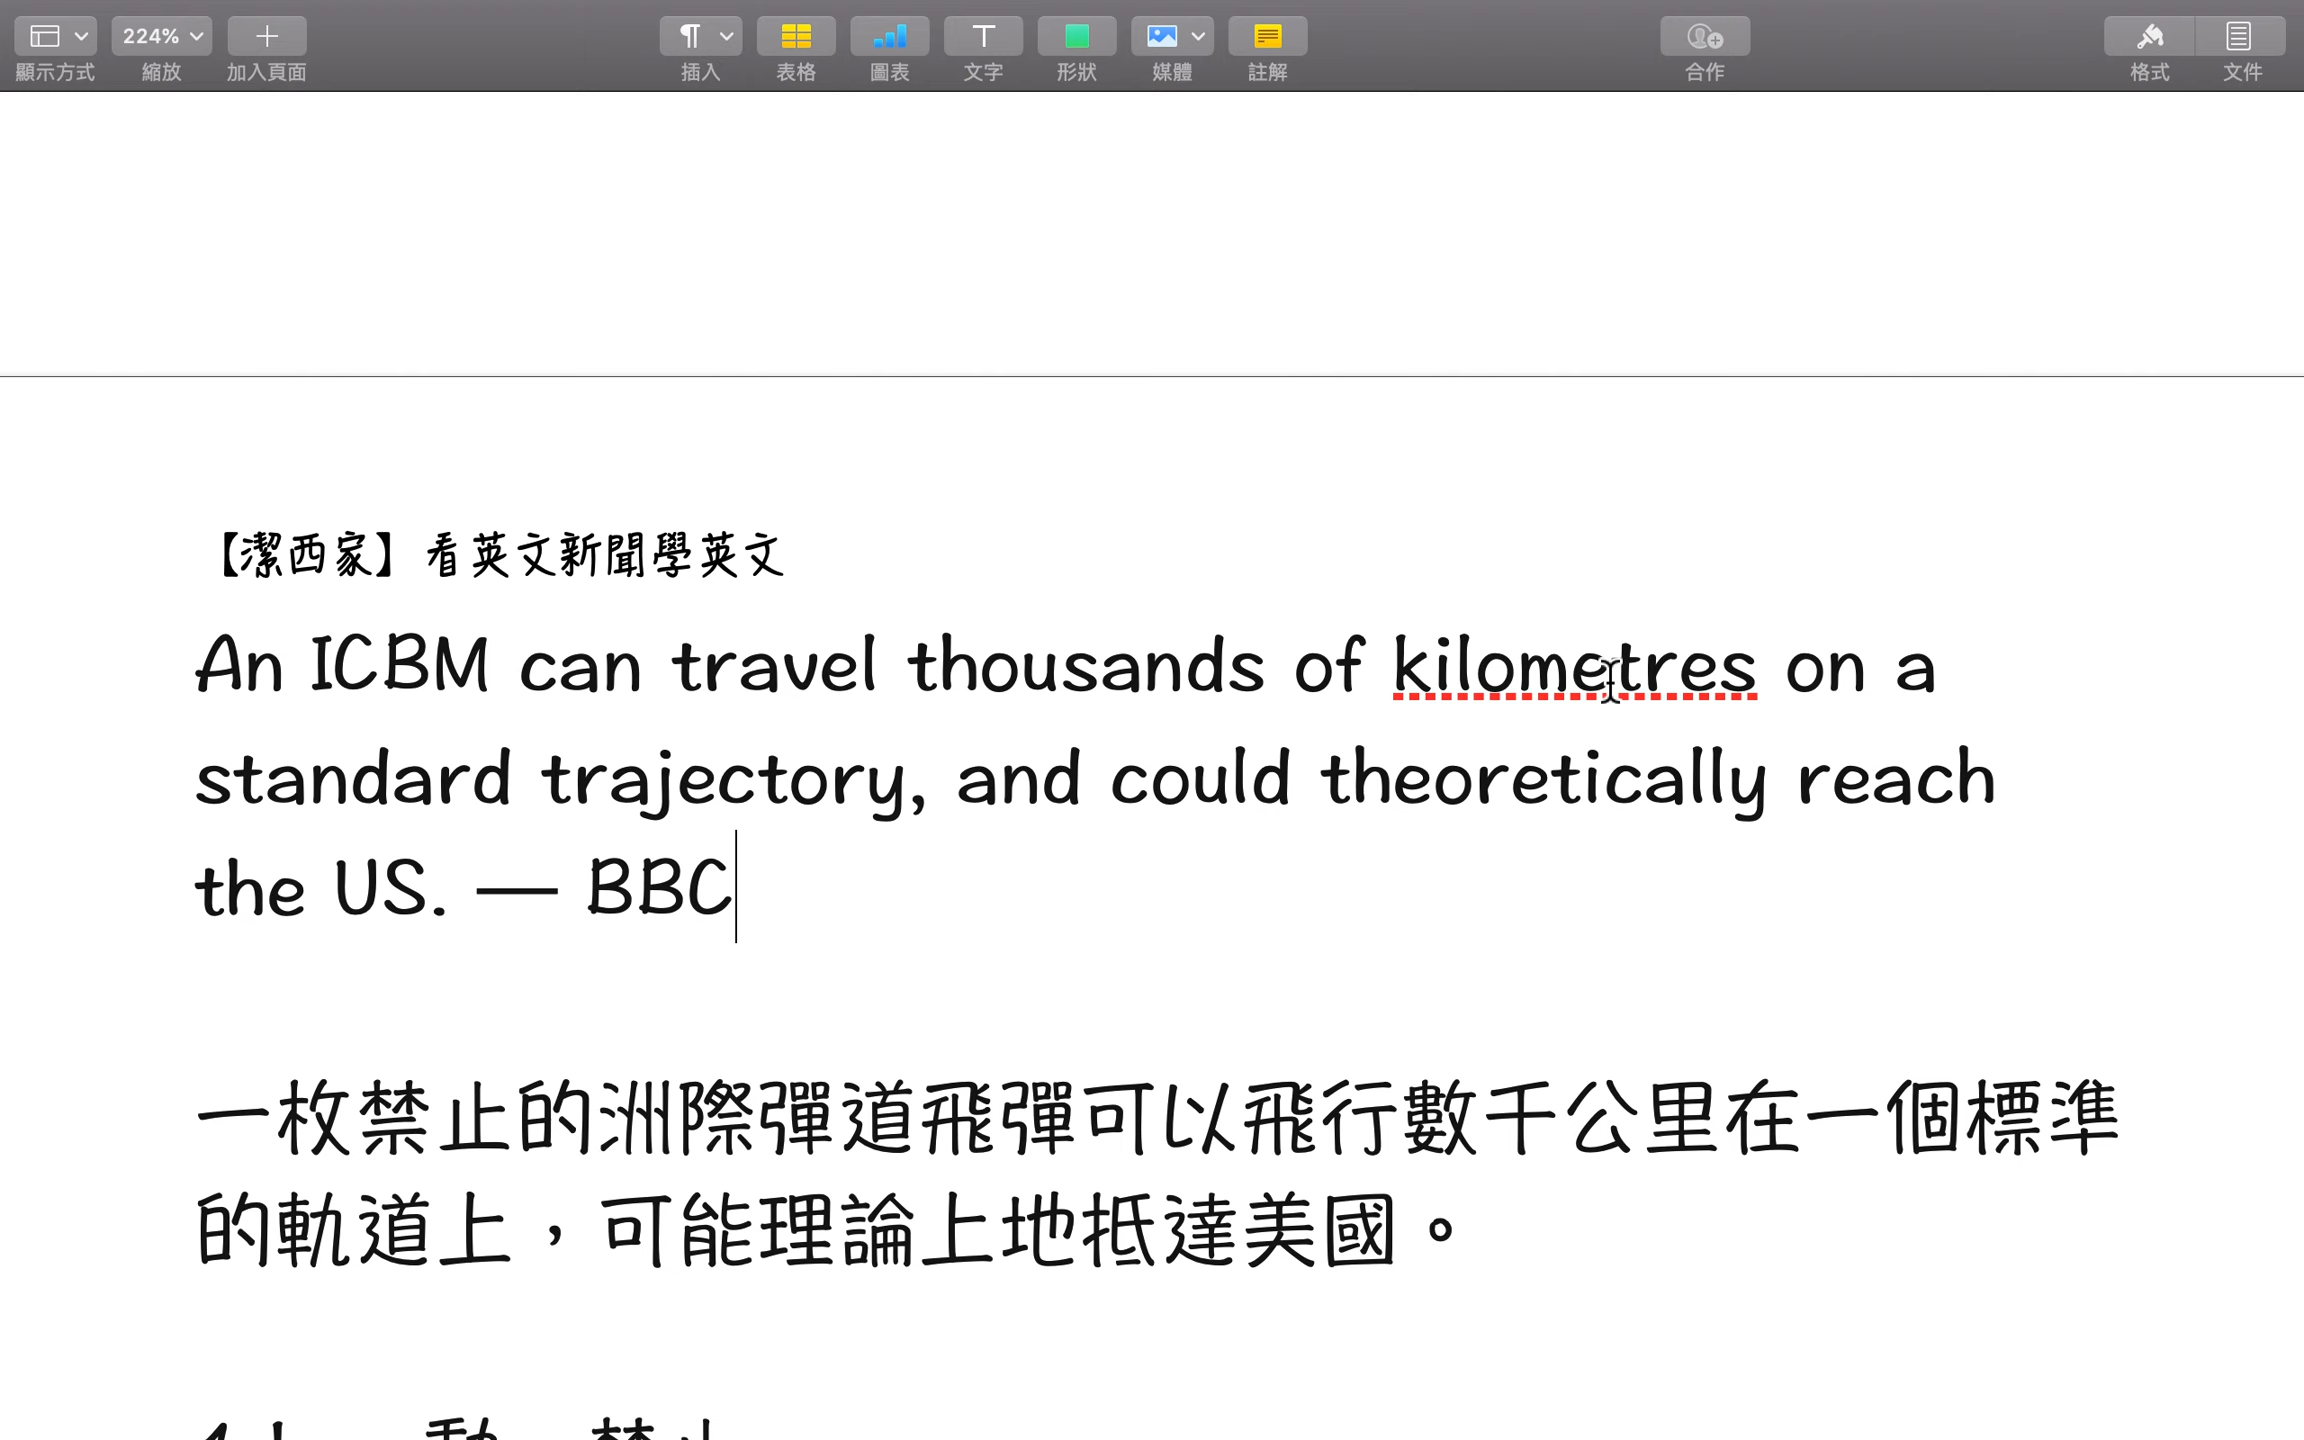 224%
顯示方式 縮放 加入頁面 插入 表格 圖表 文字 形狀 媒體 註解 合作 格式 文件
【潔西家】看英文新聞學英文
An ICBM can travel thousands of kilometres on a
standard trajectory, and could theoretically reach
the US. — BBC
一枚禁止的洲際彈道飛彈可以飛行數千公里在一個標準
的軌道上，可能理論上地抵達美國。